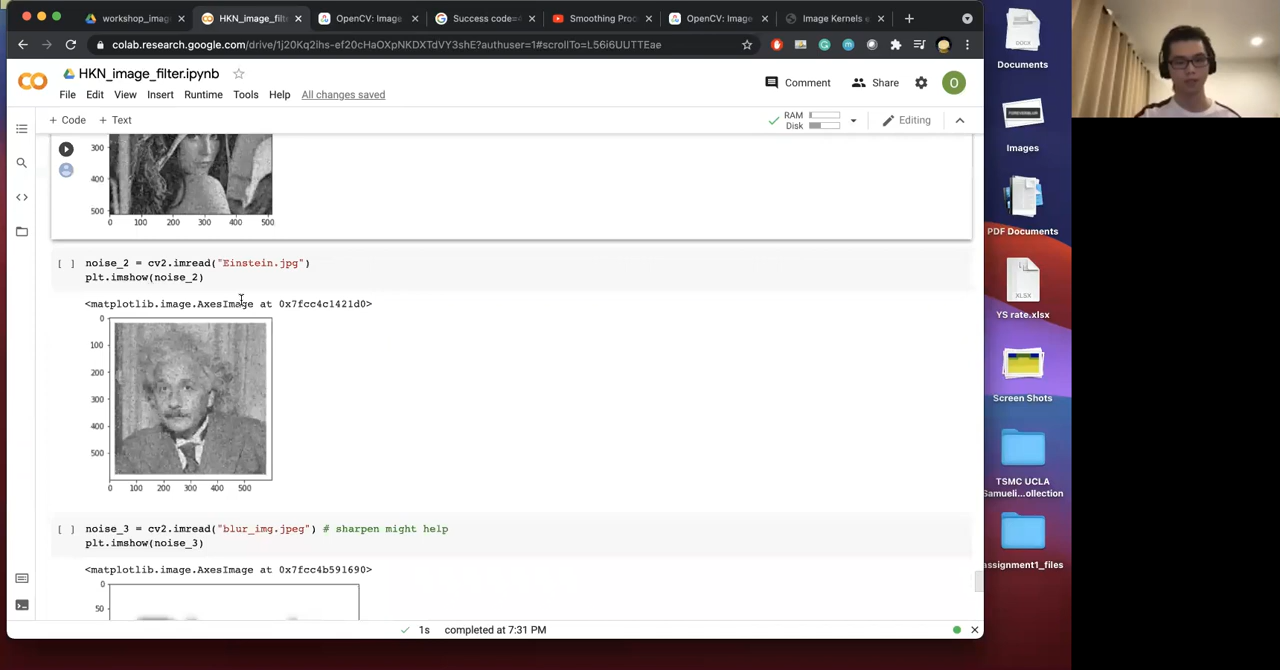 workshop_imag
HKN_image_filte
OpenCV: Image
Success code=
Smoothing Proc
OpenCV: Image
Image Kernels e
colab.research.google.com/drive/1j20Kq2ihs-ef20cHaOXpNKDXTdVY3shE?authuser=1#scrollTo=L56i6UUTTEae
HKN_image_filter.ipynb
File Edit View Insert Runtime Tools Help All changes saved
Comment
Share
O
+ Code + Text
RAM
Disk
Editing
300
400
500
0 100 200 300 400 500
[ ] noise_2 = cv2.imread("Einstein.jpg")
plt.imshow(noise_2)
<matplotlib.image.AxesImage at 0x7fcc4c1421d0>
0
100
200
300
400
500
0 100 200 300 400 500
[ ] noise_3 = cv2.imread("blur_img.jpeg") # sharpen might help
plt.imshow(noise_3)
<matplotlib.image.AxesImage at 0x7fcc4b591690>
0
50
1s completed at 7:31 PM
DOCX
Documents
Images
PDF Documents
XLSX
YS rate.xlsx
Screen Shots
TSMC UCLA
Samueli...ollection
assignment1_files